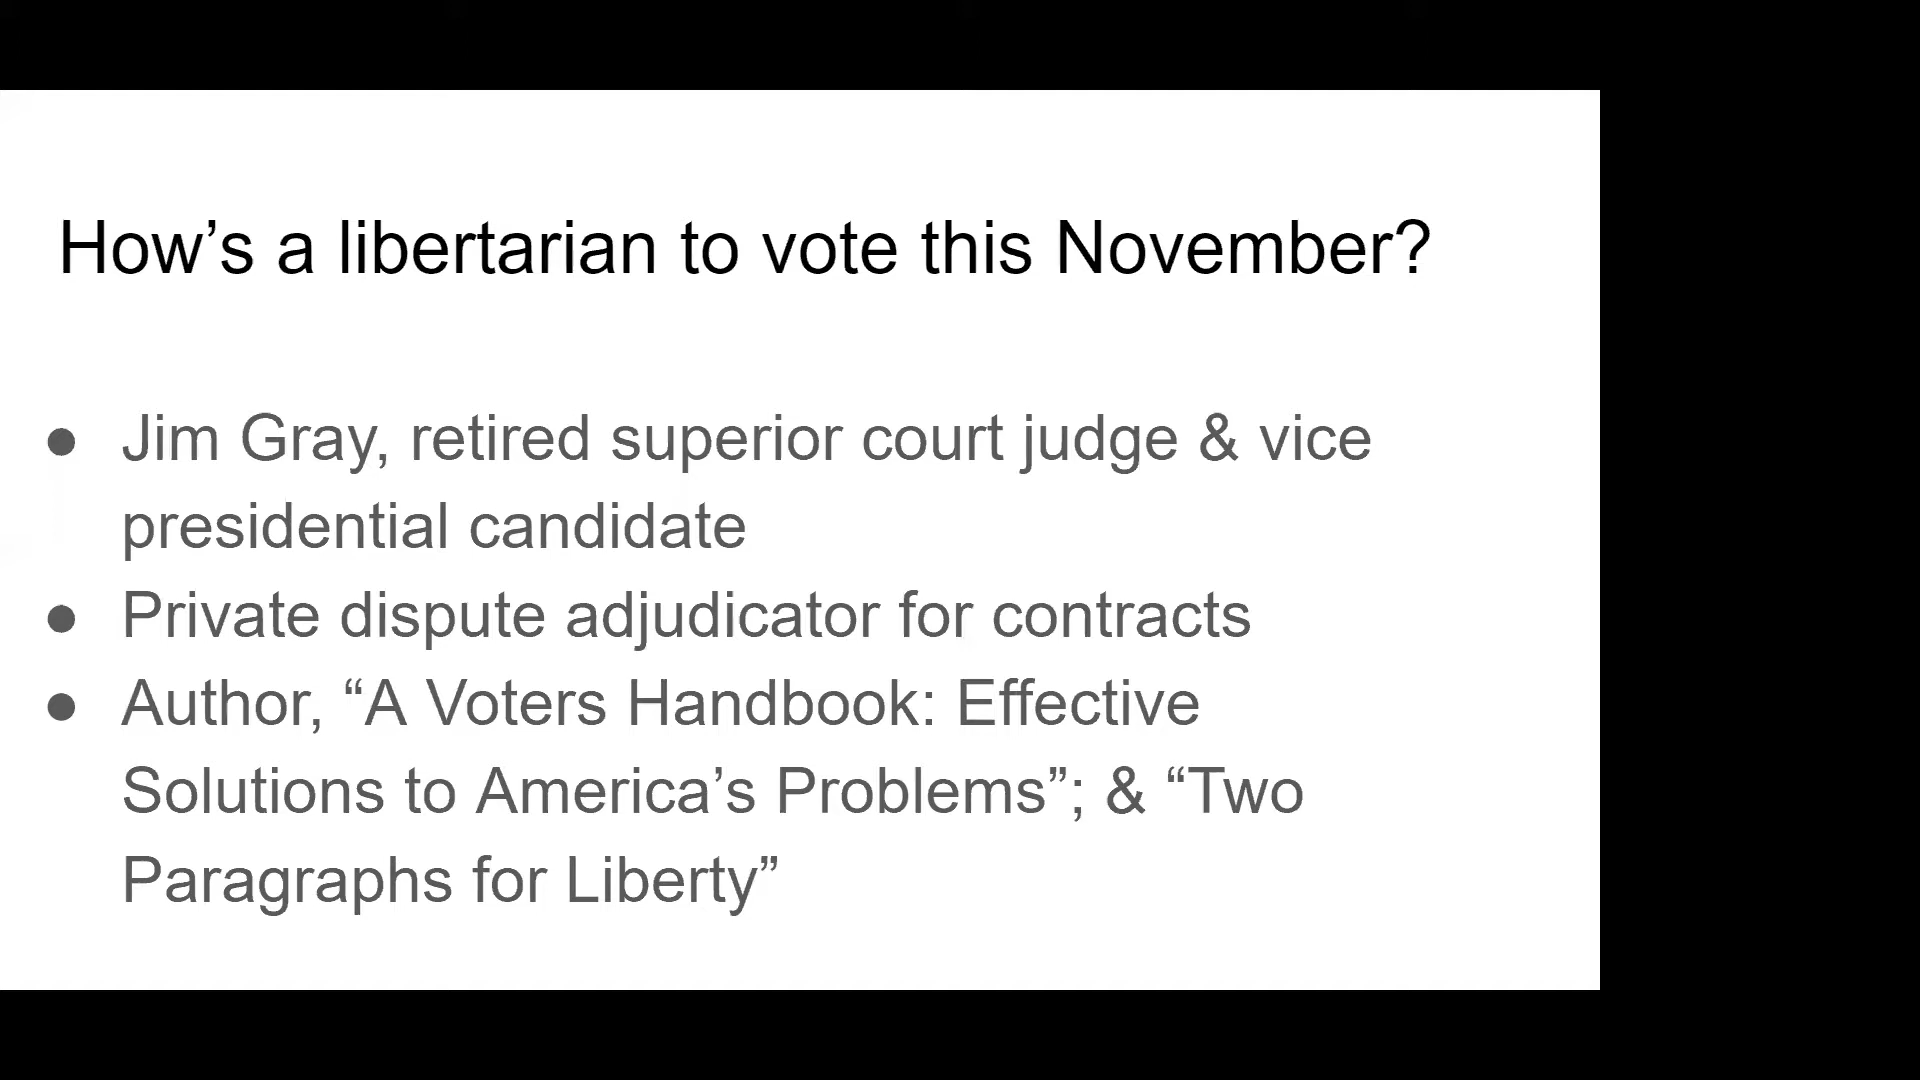 How’s a libertarian to vote this November?
● Jim Gray, retired superior court judge & vice
presidential candidate
● Private dispute adjudicator for contracts
● Author, “A Voters Handbook: Effective
Solutions to America’s Problems”; & “Two
Paragraphs for Liberty”